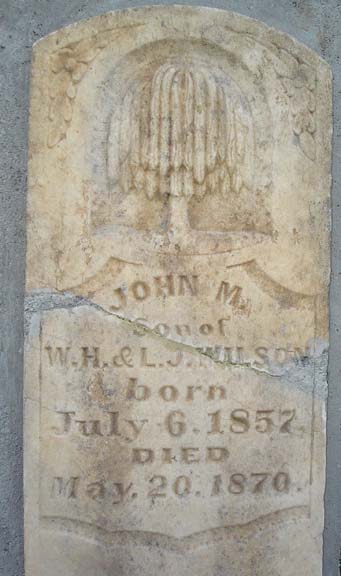 JOHN M.
Son of
W.H. & L.J. WILSON
born
July 6. 1857.
DIED
May. 20. 1870.